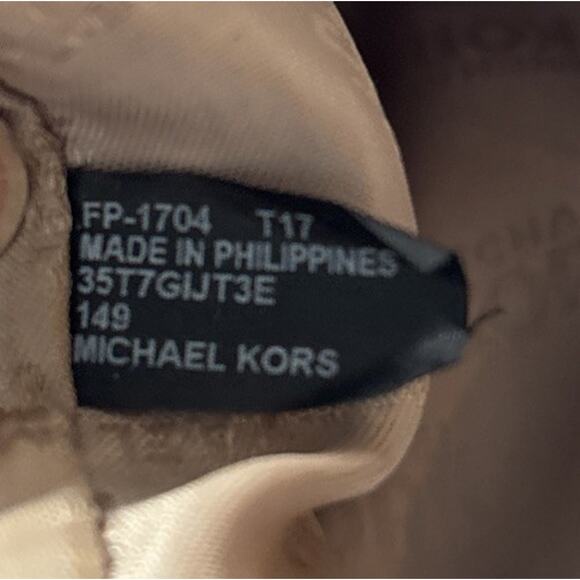 FP-1704 T17
MADE IN PHILIPPINES
35T7GIJT3E
149
MICHAEL KORS